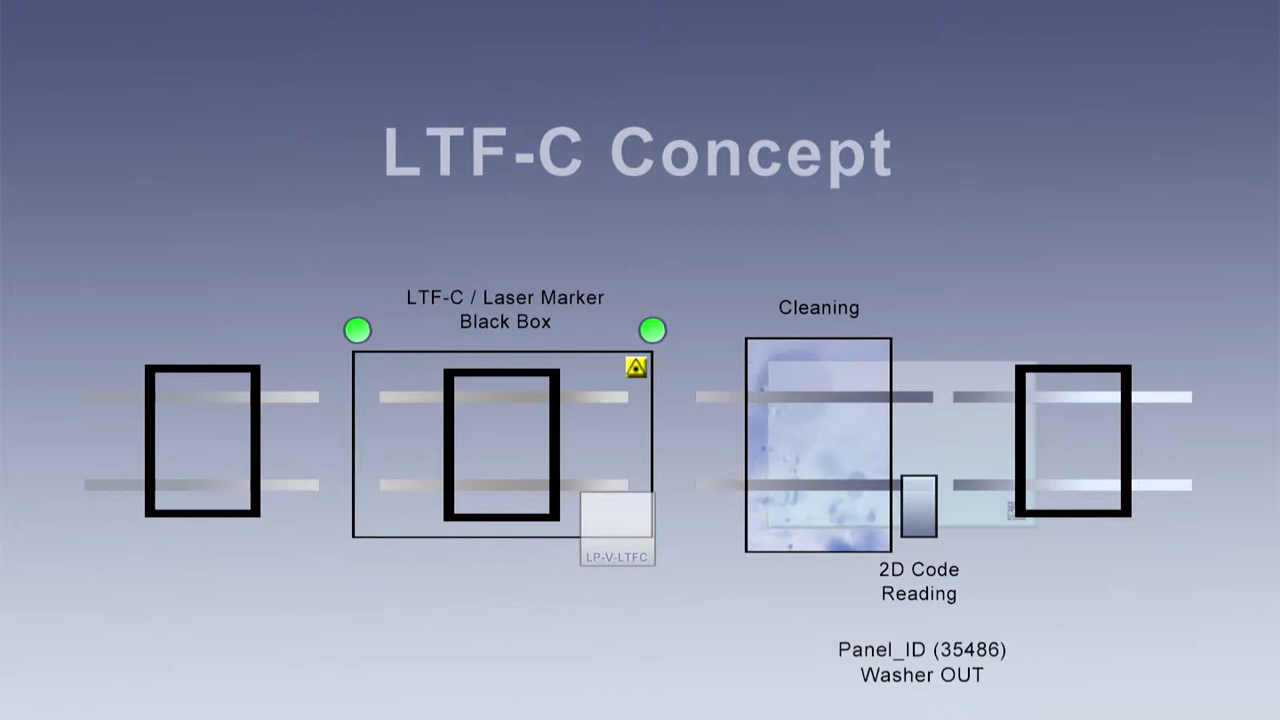 LTF-C Concept
LTF-C / Laser Marker
Black Box
Cleaning
LP-V-LTFC
2D Code
Reading
Panel_ID (35486)
Washer OUT